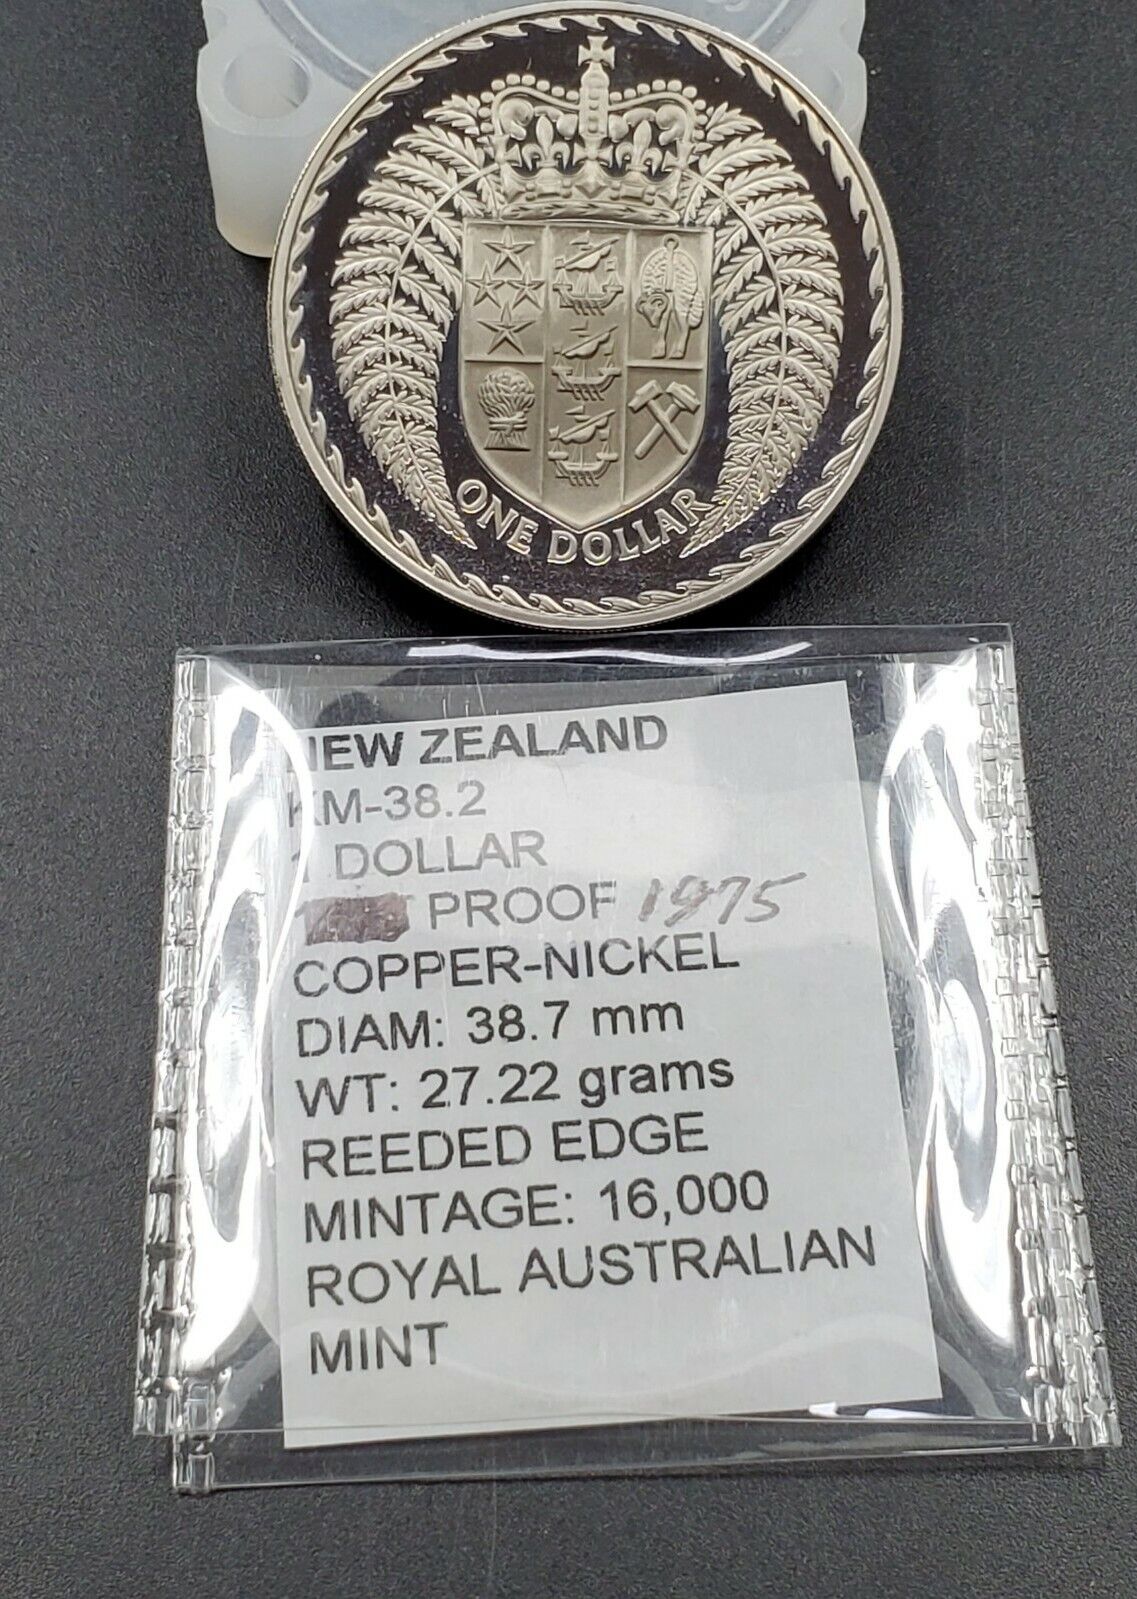 ONE DOLLAR
NEW ZEALAND
KM-38.2
1 DOLLAR
PROOF 1975
COPPER-NICKEL
DIAM: 38.7 mm
WT: 27.22 grams
REEDED EDGE
MINTAGE: 16,000
ROYAL AUSTRALIAN
MINT